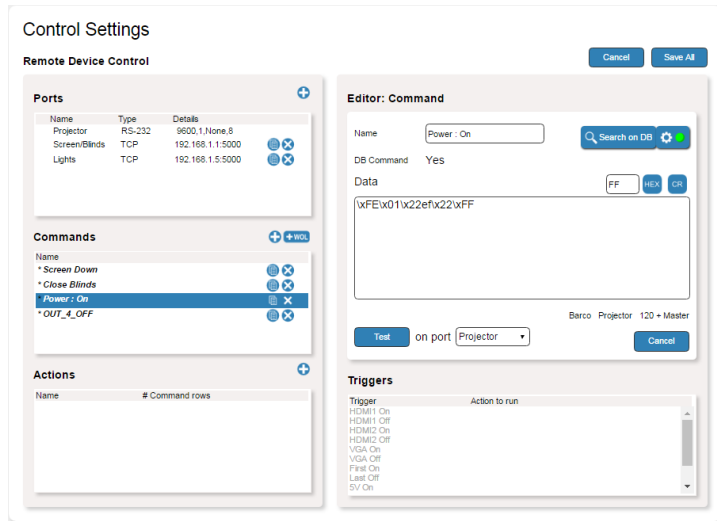 Control Settings
Remote Device Control
Cancel Save All
Ports
Name Type Details
Projector RS-232 9600,1,None,8
Screen/Blinds TCP 192.168.1.1:5000
Lights TCP 192.168.1.5:5000
Commands
+WOL
Name
* Screen Down
* Close Blinds
* Power : On
* OUT_4_OFF
Actions
Name # Command rows
Editor: Command
Name Power : On Search on DB
DB Command Yes
Data FF HEX CR
\xFE\x01\x22ef\x22\xFF
Barco Projector 120 + Master
Test on port Projector Cancel
Triggers
Trigger Action to run
HDMI1 On
HDMI1 Off
HDMI2 On
HDMI2 Off
VGA On
VGA Off
First On
Last Off
5V On